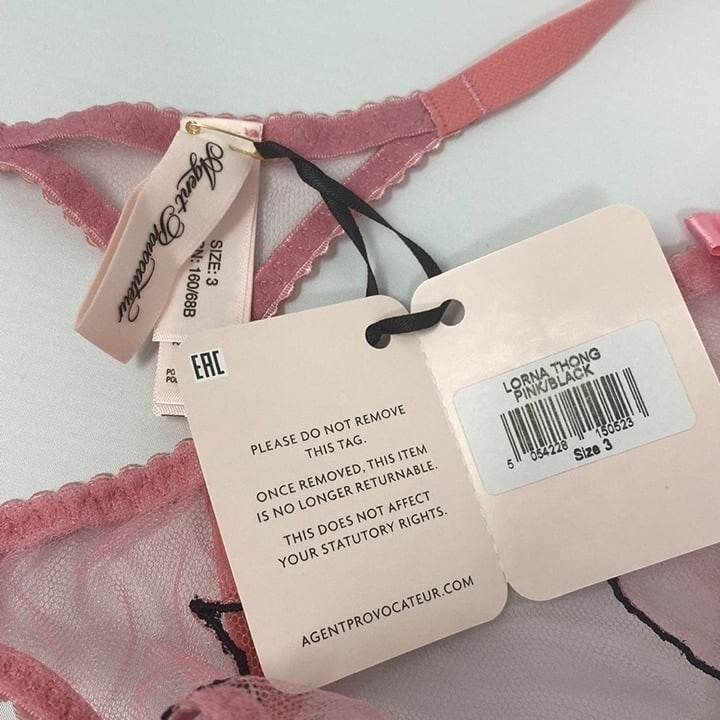 Agent Provocateur
SIZE: 3
CN: 160/68B
EAC
PLEASE DO NOT REMOVE
THIS TAG.
ONCE REMOVED, THIS ITEM
IS NO LONGER RETURNABLE.
THIS DOES NOT AFFECT
YOUR STATUTORY RIGHTS.
AGENTPROVOCATEUR.COM
LORNA THONG
PINK/BLACK
5 054228 150523
Size 3